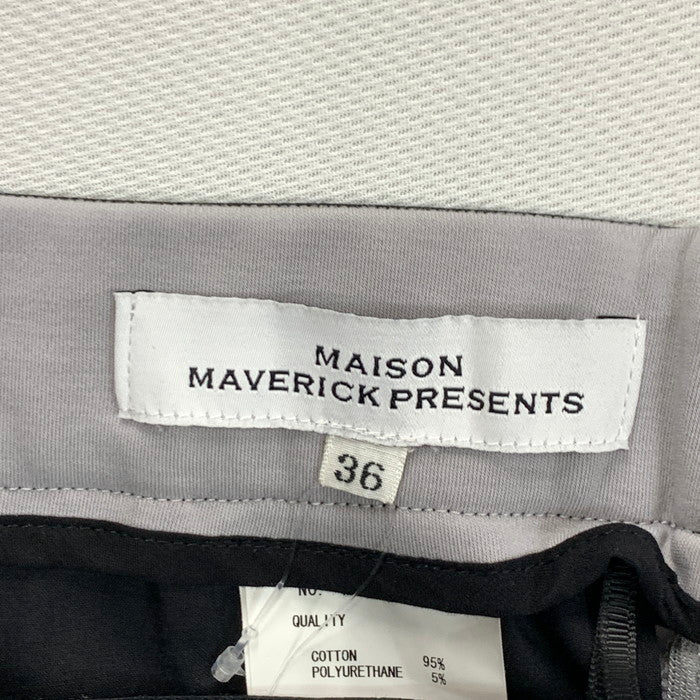 MAISON
MAVERICK PRESENTS
36
NO.
QUALITY
COTTON 95%
POLYURETHANE 5%